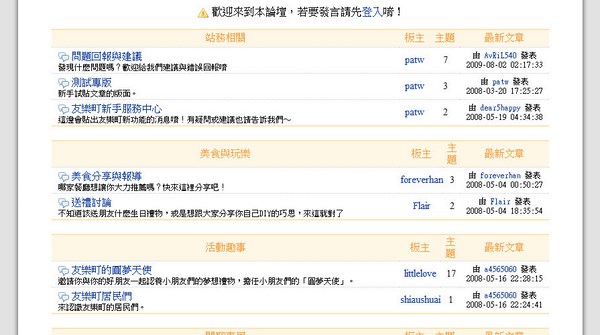 歡迎來到本論壇，若要發言請先登入唷！
站務相關 板主 主題 最新文章
問題回報與建議 patw 7 由 AvRiL540 發表
發現什麼問題嗎？歡迎給我們建議與錯誤回報唷 2009-08-02 02:17:33
測試專版 patw 3 由 patw 發表
新手試貼文章的版面。 2008-03-20 17:25:27
友樂町新手服務中心 patw 2 由 dear5happy 發表
這邊會貼出友樂町新功能的消息唷！有疑問或建議也請告訴我們～ 2008-05-19 04:34:38
美食與玩樂 板主 主題 最新文章
美食分享與報導 foreverhan 3 由 foreverhan 發表
哪家餐廳想讓你大力推薦嗎？快來這裡分享吧！ 2008-05-04 00:50:27
送禮討論 Flair 2 由 Flair 發表
不知道該送朋友什麼生日禮物，或是想跟大家分享你自己DIY的巧思，來這就對了 2008-05-04 18:35:54
活動趣事 板主 主題 最新文章
友樂町的圓夢天使 littlelove 17 由 a4565060 發表
邀請你與你的好朋友一起認養小朋友們的夢想禮物，擔任小朋友們的「圓夢天使」。 2008-05-16 22:28:15
友樂町居民們 shiaushuai 1 由 a4565060 發表
來認識友樂町的居民們。 2008-05-16 22:24:41